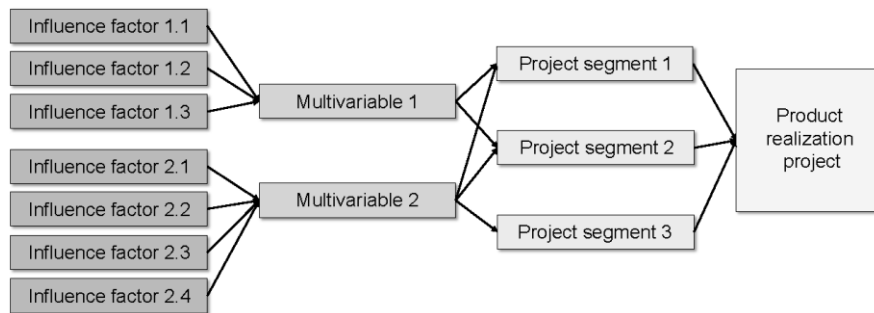 Influence factor 1.1
Influence factor 1.2
Influence factor 1.3
Influence factor 2.1
Influence factor 2.2
Influence factor 2.3
Influence factor 2.4
Multivariable 1
Multivariable 2
Project segment 1
Project segment 2
Project segment 3
Product
realization
project